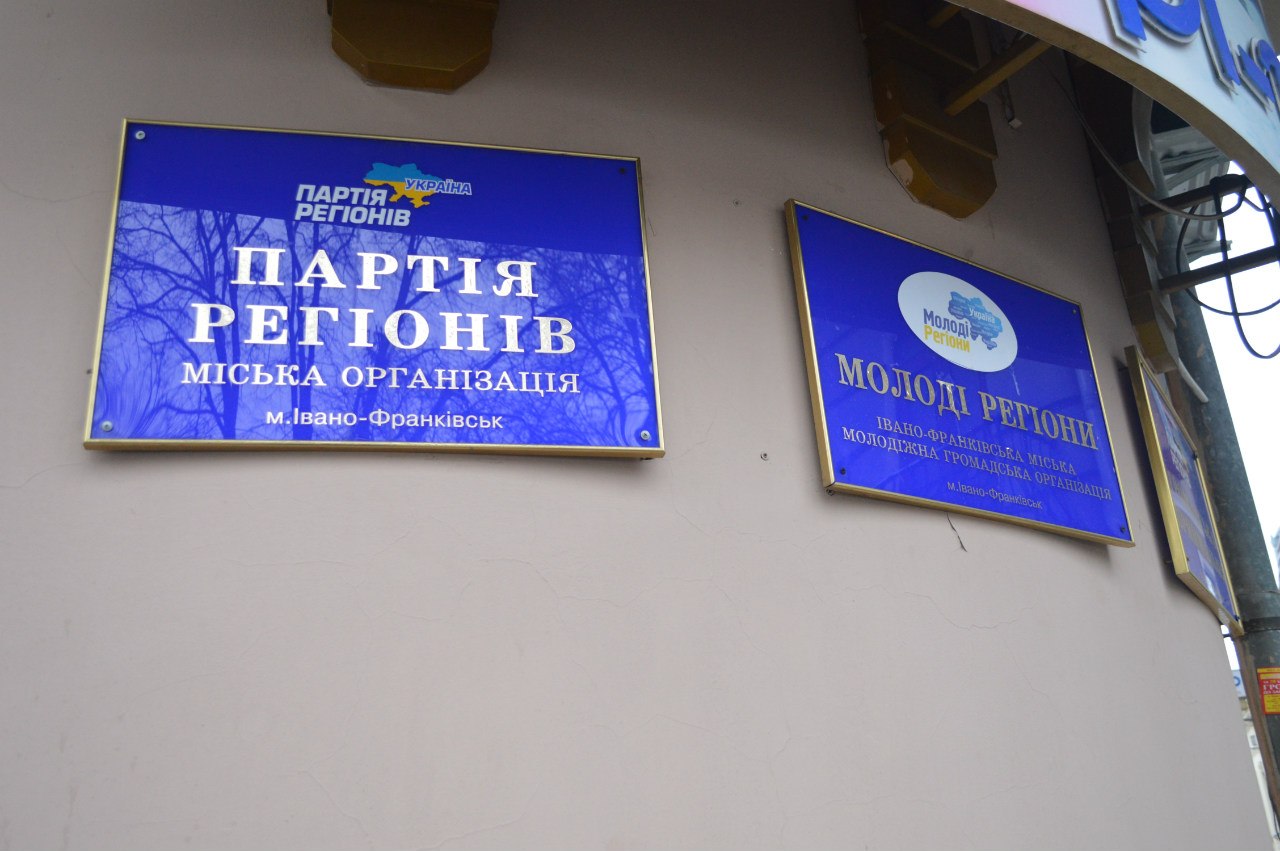 ПАРТІЯ
РЕГІОНІВ
УКРАЇНА
ПАРТІЯ
РЕГІОНІВ
МІСЬКА ОРГАНІЗАЦІЯ
м.Івано-Франківськ
Молоді
Регіони
Україна
МОЛОДІ РЕГІОНИ
ІВАНО-ФРАНКІВСЬКА МІСЬКА
МОЛОДІЖНА ГРОМАДСЬКА ОРГАНІЗАЦІЯ
м.Івано-Франківськ